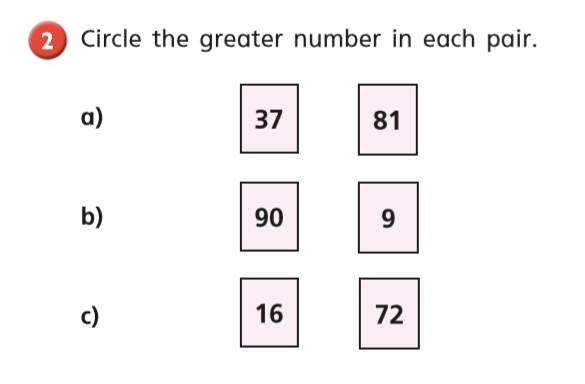 2 Circle the greater number in each pair.
a) 37 81
b) 90 9
c) 16 72